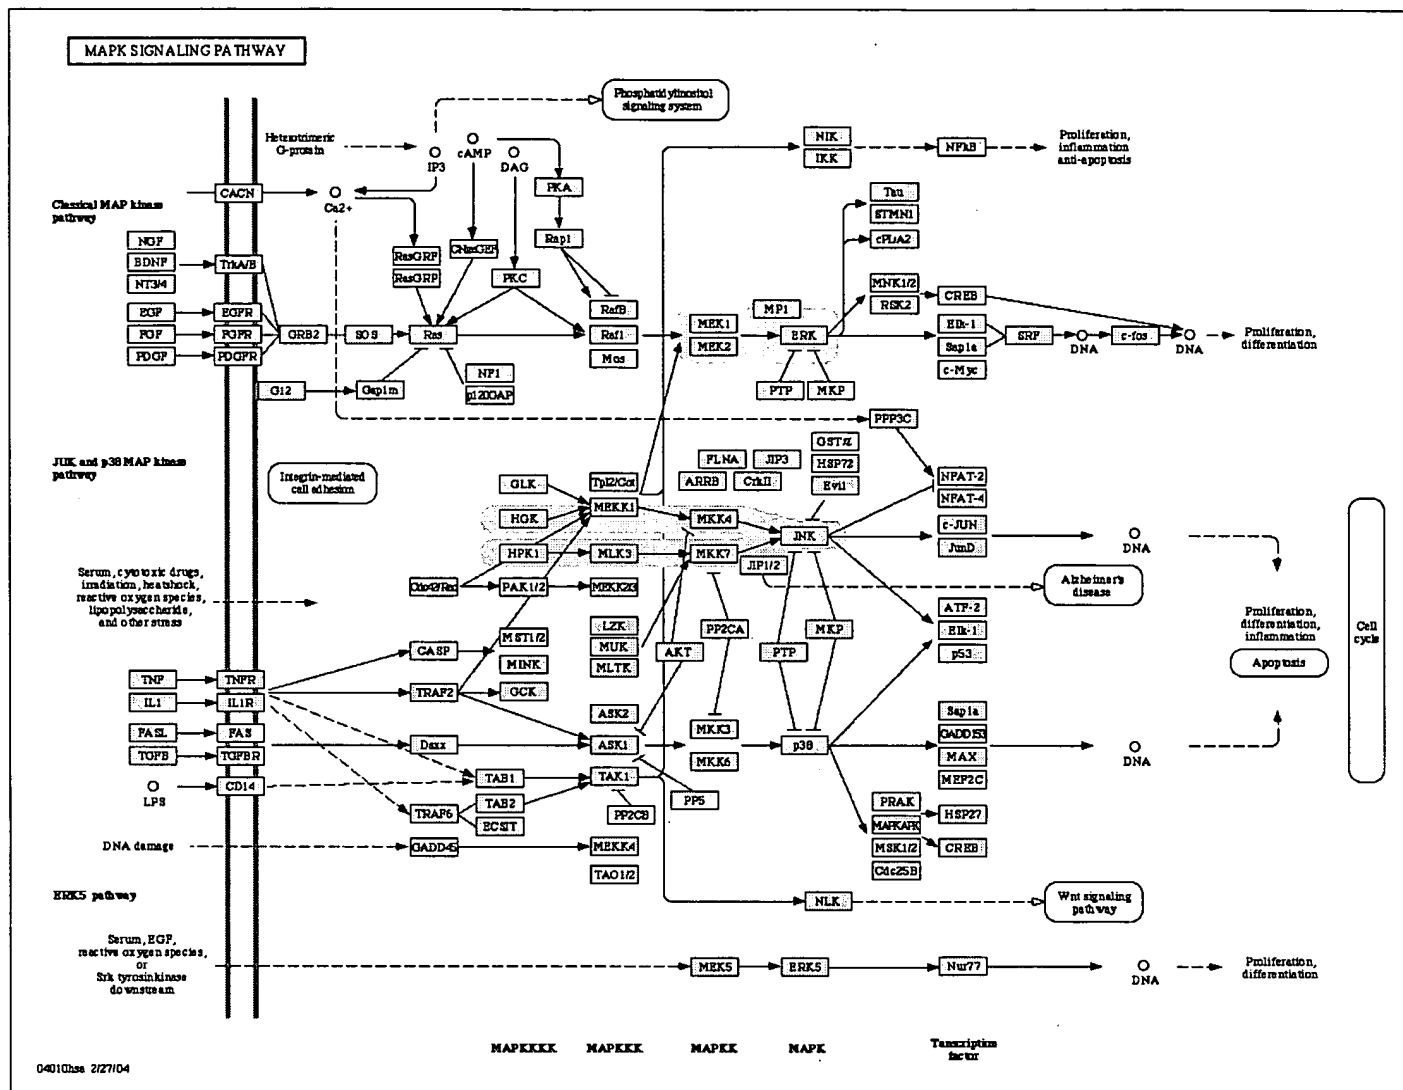 MAPK SIGNALING PATHWAY
Phosphatidylinositol
signaling system
Heterotrimeric
G-protein
IP3
cAMP
DAG
NIK
IKK
NFkB
Proliferation,
inflammation
anti-apoptosis
CACN
Ca2+
PKA
Rap1
Tau
STMN1
cPLA2
Classical MAP kinase
pathway
NGF
BDNF
NT3/4
TrkA/B
RasGRF
RasGRP
CNasGEF
PKC
MNK1/2
RSK2
CREB
EGF
EGFR
FGF
FGFR
PDGF
PDGFR
GRB2
SOS
Ras
RafB
Raf1
Mos
MEK1
MEK2
MP1
ERK
Elk-1
Sap1a
c-Myc
SRF
DNA
c-fos
DNA
Proliferation,
differentiation
G12
Gap1m
NF1
p120GAP
PTP
MKP
PPP3C
JUK and p38 MAP kinase
pathway
Integrin-mediated
cell adhesion
GLK
HGK
HPK1
Tpl2/Cot
MEKK1
MLK3
FLNA
JIP3
ARRB
CrkII
GSTπ
HSP72
Evi1
MKK4
MKK7
JNK
JIP1/2
NFAT-2
NFAT-4
c-JUN
JunD
DNA
Alzheimer's
disease
Cell
cycle
Serum, cytotoxic drugs,
irradiation, heatshock,
reactive oxygen species,
lipopolysaccharide,
and other stress
Cdc42/Rac
PAK1/2
MEKK2/3
LZK
MUK
MLTK
AKT
PP2CA
PTP
MKP
ATF-2
Elk-1
p53
Proliferation,
differentiation,
inflammation
Apoptosis
CASP
MST1/2
MINK
GCK
TNF
TNFR
IL1
IL1R
TRAF2
FASL
FAS
TGFB
TGFBR
Daxx
ASK2
ASK1
MKK3
MKK6
p38
Sap1a
GADD153
MAX
MEF2C
DNA
LPS
CD14
TAB1
TAB2
ECSIT
TRAF6
TAK1
PP2CB
PP5
PRAK
MAPKAPK
MSK1/2
Cdc25B
HSP27
CREB
DNA damage
GADD45
MEKK4
TAO1/2
ERK5 pathway
NLK
Wnt signaling
pathway
Serum, EGF,
reactive oxygen species,
or
Srk tyrosinkinase
downstream
MEK5
ERK5
Nur77
DNA
Proliferation,
differentiation
MAPKKKK
MAPKKK
MAPKK
MAPK
Transcription
factor
04010hsa 2/27/04